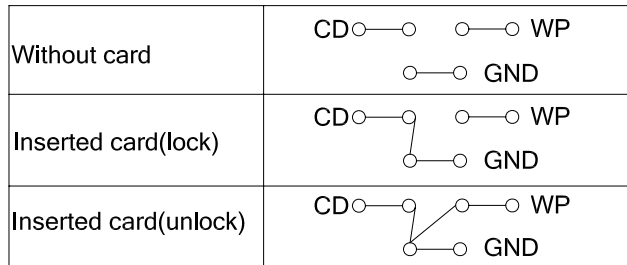 Without card
CD WP
GND
Inserted card(lock)
CD WP
GND
Inserted card(unlock)
CD WP
GND